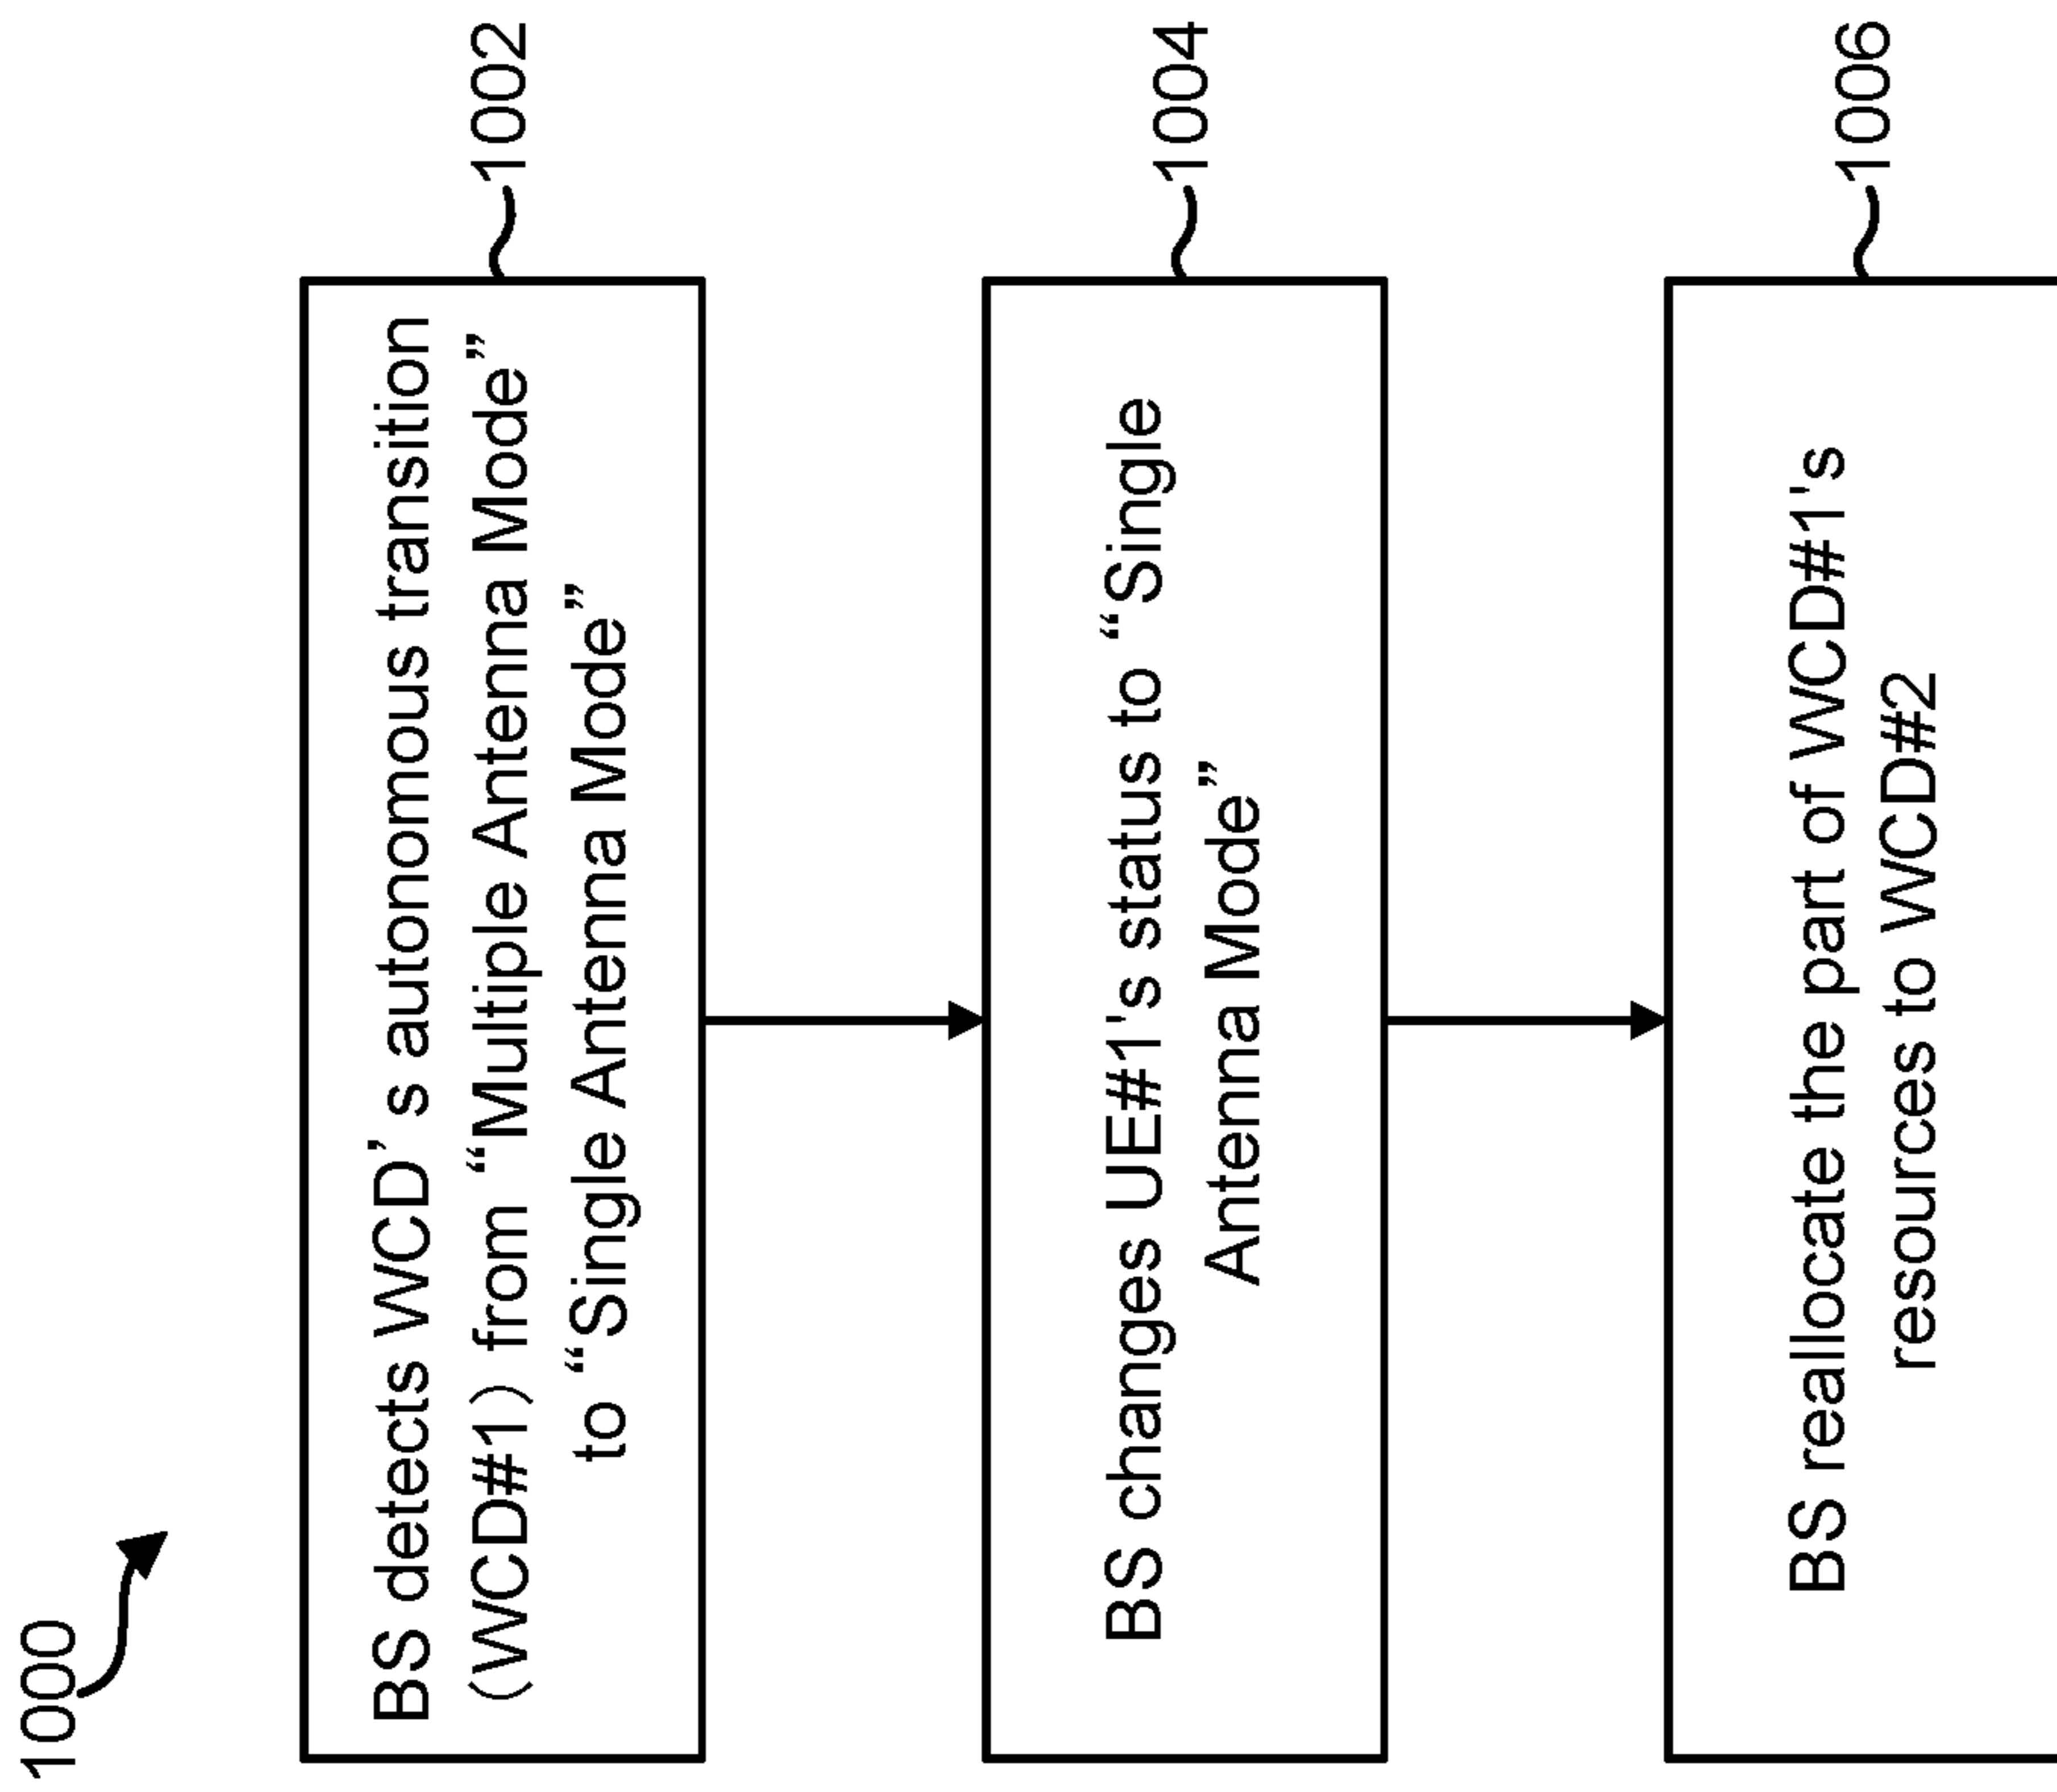 1000
BS detects WCD’s autonomous transition
(WCD#1) from “Multiple Antenna Mode”
to “Single Antenna Mode”
1002
BS changes UE#1's status to “Single
Antenna Mode”
1004
BS reallocate the part of WCD#1's
resources to WCD#2
1006